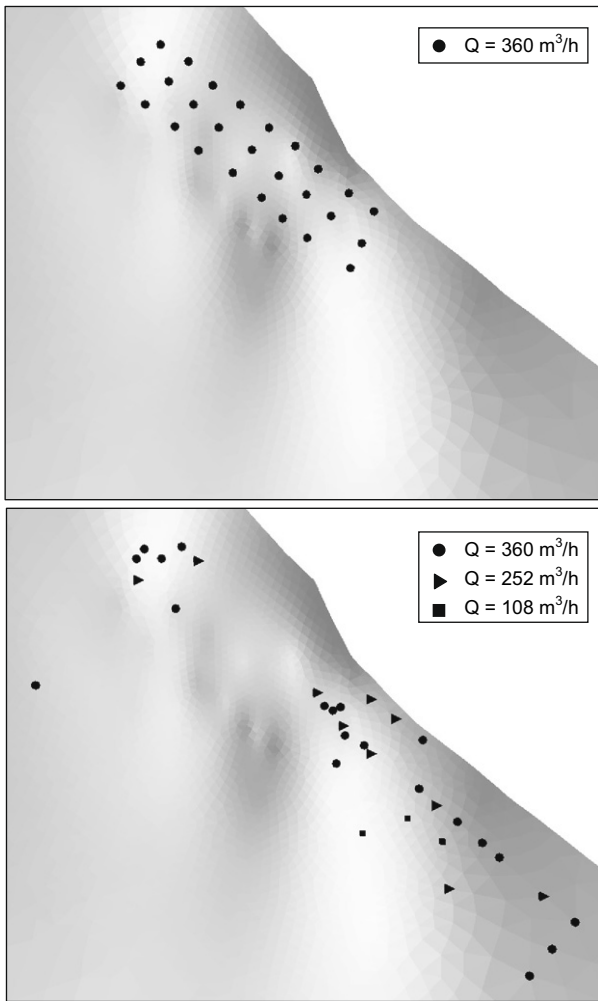 Q = 360 m³/h
Q = 360 m³/h
Q = 252 m³/h
Q = 108 m³/h